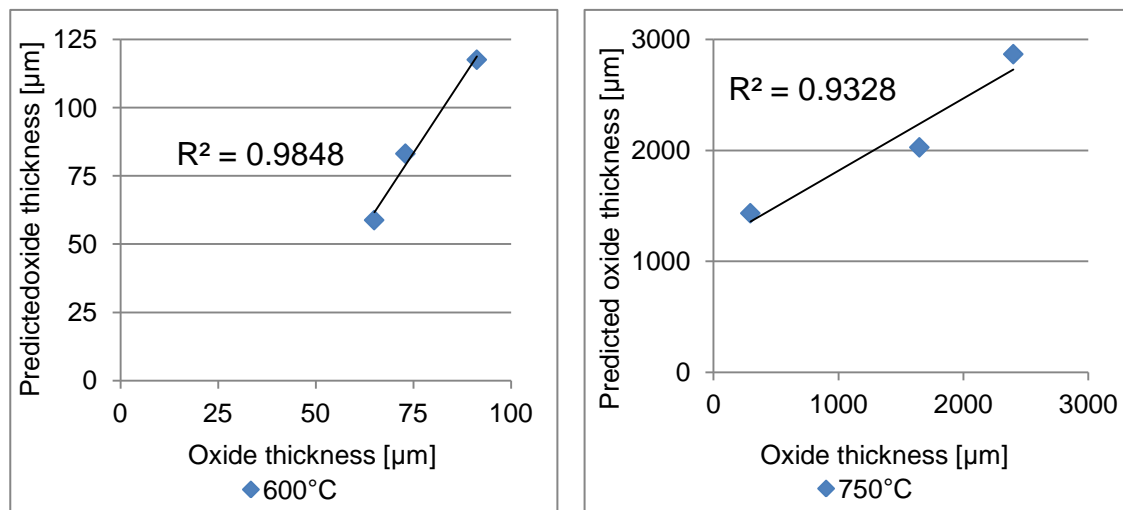 Predictedoxide thickness [µm]
125
100
75
50
25
0
R² = 0.9848
0 25 50 75 100
Oxide thickness [µm]
600°C
Predicted oxide thickness [µm]
3000
2000
1000
0
R² = 0.9328
0 1000 2000 3000
Oxide thickness [µm]
750°C